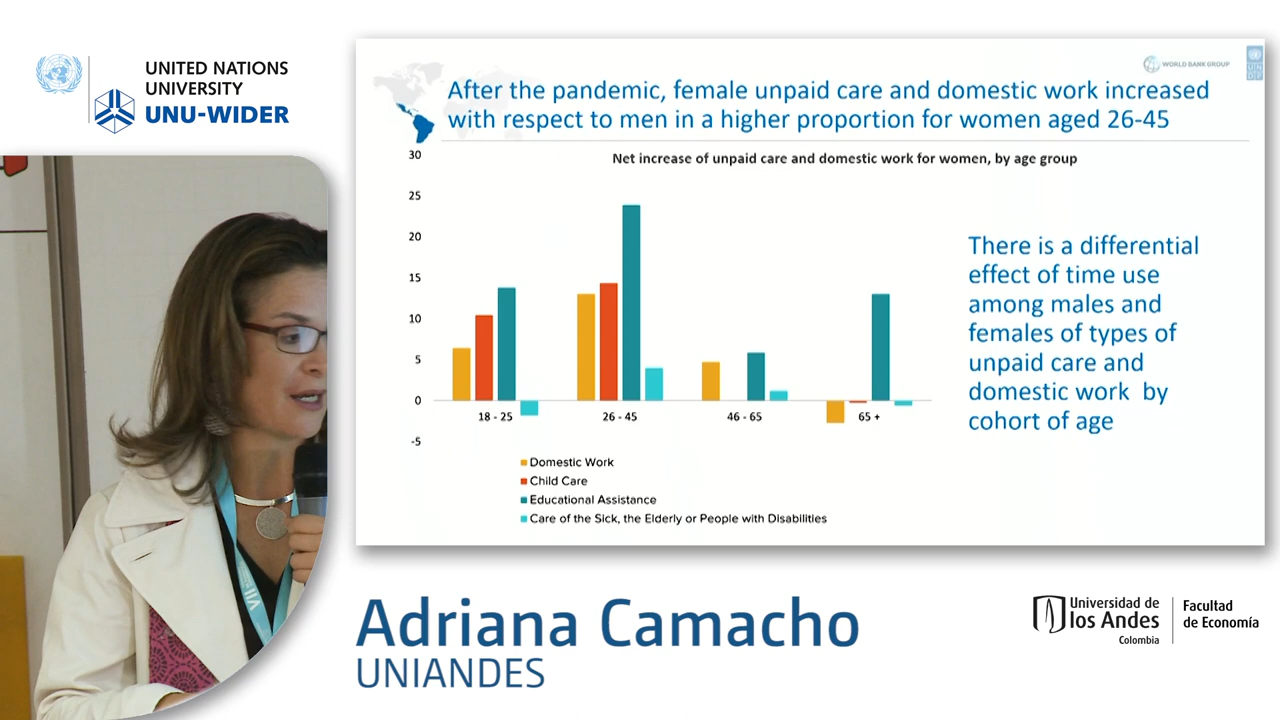 UNITED NATIONS
UNIVERSITY
UNU-WIDER
WORLD BANK GROUP
After the pandemic, female unpaid care and domestic work increased
with respect to men in a higher proportion for women aged 26-45
Net increase of unpaid care and domestic work for women, by age group
30
25
20
15
10
5
0
-5
18 - 25
26 - 45
46 - 65
65 +
Domestic Work
Child Care
Educational Assistance
Care of the Sick, the Elderly or People with Disabilities
There is a differential
effect of time use
among males and
females of types of
unpaid care and
domestic work by
cohort of age
Adriana Camacho
UNIANDES
Universidad de
los Andes
Colombia
Facultad
de Economía